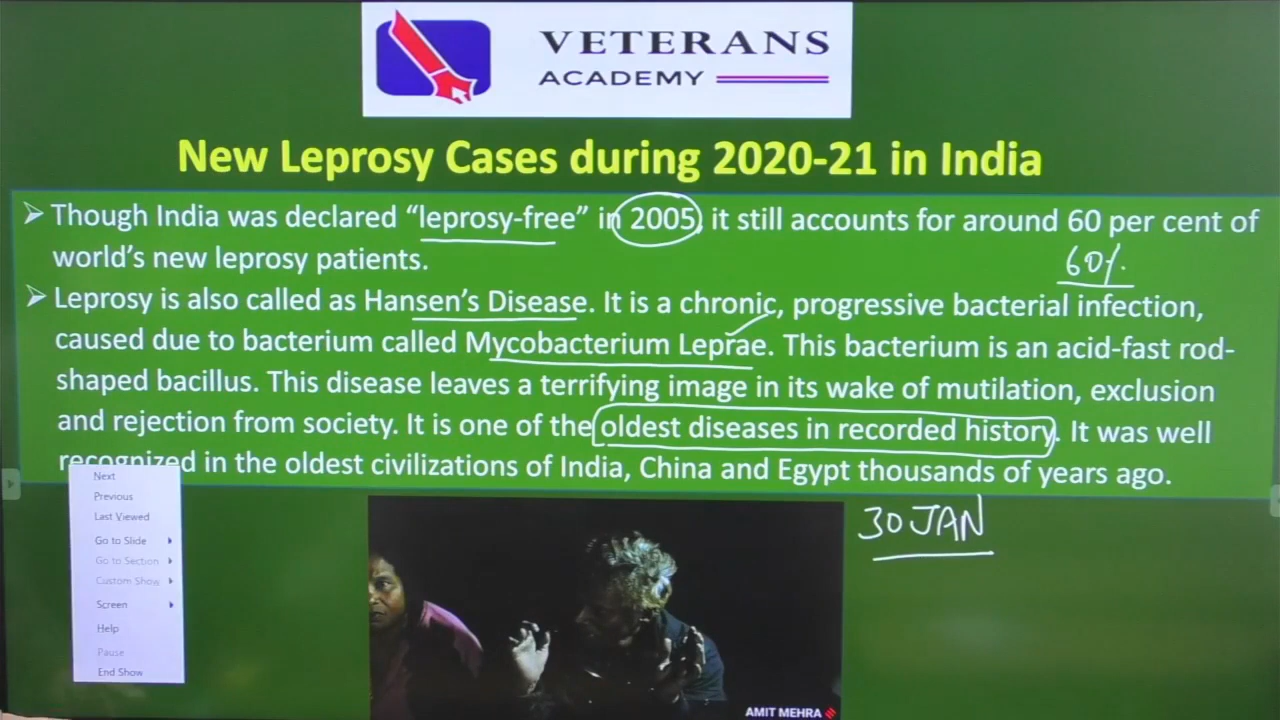 VETERANS
ACADEMY
New Leprosy Cases during 2020-21 in India
➢ Though India was declared “leprosy-free” in 2005, it still accounts for around 60 per cent of
world’s new leprosy patients.
60%.
➢ Leprosy is also called as Hansen’s Disease. It is a chronic, progressive bacterial infection,
caused due to bacterium called Mycobacterium Leprae. This bacterium is an acid-fast rod-
shaped bacillus. This disease leaves a terrifying image in its wake of mutilation, exclusion
and rejection from society. It is one of the oldest diseases in recorded history. It was well
recognized in the oldest civilizations of India, China and Egypt thousands of years ago.
30 JAN
Next
Previous
Last Viewed
Go to Slide
Go to Section
Custom Show
Screen
Help
Pause
End Show
AMIT MEHRA